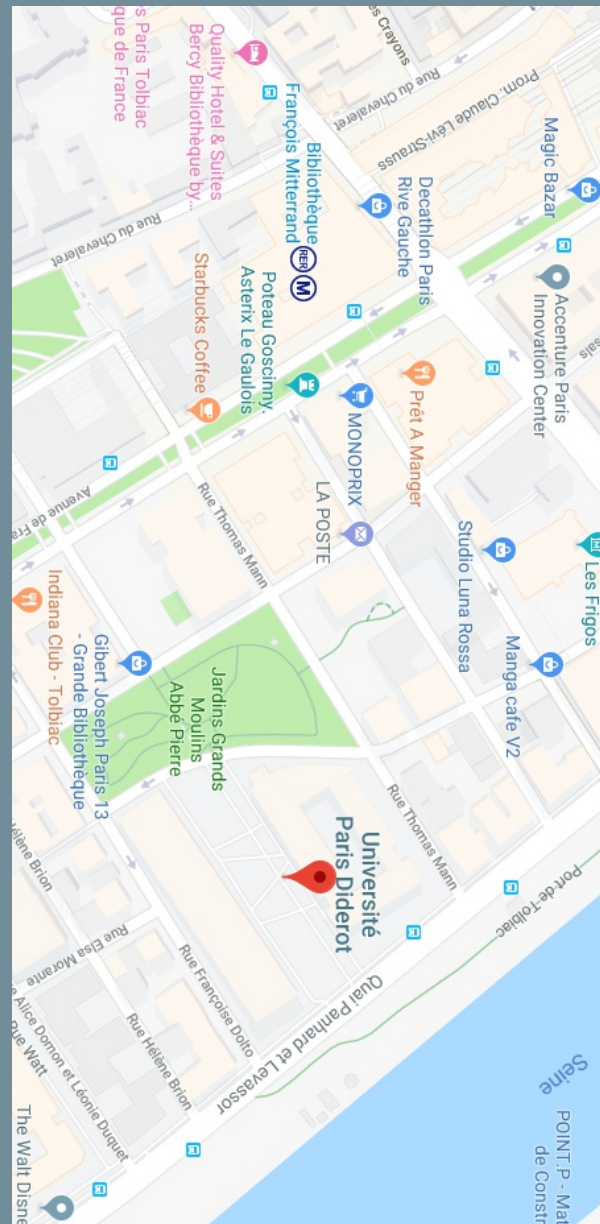 s Paris Tolbiac
que de France
Quality Hotel & Suites
Bercy Bibliothèque by...
es Crayons
Rue du Chevaleret
Prom. Claude Lévi-Strauss
Magic Bazar
Bibliothèque
François Mitterrand
RER
M
Decathlon Paris
Rive Gauche
Rue du Chevaleret
Starbucks Coffee
Poteau Goscinny.
Asterix Le Gaulois
Accenture Paris
Innovation Center
Prêt A Manger
MONOPRIX
LA POSTE
Avenue de Fra
Rue Thomas Mann
Studio Luna Rossa
Les Frigos
Manga cafe V2
Indiana Club - Tolbiac
Gibert Joseph Paris 13
- Grande Bibliothèque
Jardins Grands
Moulins
Abbé Pierre
Rue Thomas Mann
Université
Paris Diderot
Port de Tolbiac
Quai Panhard et Levassor
Hélène Brion
Rue Elsa Morante
Rue Françoise Dolto
Rue Hélène Brion
Alice Domon et Léonie Duquet
Rue Watt
Seine
POINT.P - Mat
de Constr
The Walt Disne